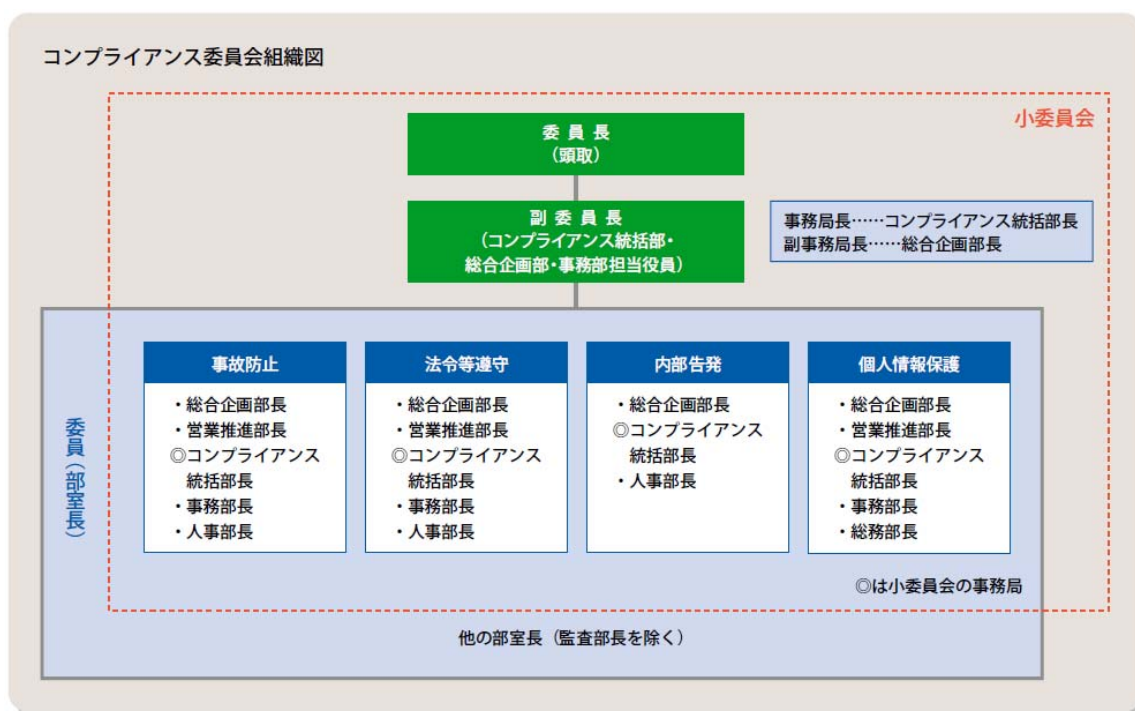 コンプライアンス委員会組織図
小委員会
委員長
（頭取）
副委員長
（コンプライアンス統括部・
総合企画部・事務部担当役員）
事務局長……コンプライアンス統括部長
副事務局長……総合企画部長
委員（部室長）
事故防止
・総合企画部長
・営業推進部長
◎コンプライアンス
統括部長
・事務部長
・人事部長
法令等遵守
・総合企画部長
・営業推進部長
◎コンプライアンス
統括部長
・事務部長
・人事部長
内部告発
・総合企画部長
◎コンプライアンス
統括部長
・人事部長
個人情報保護
・総合企画部長
・営業推進部長
◎コンプライアンス
統括部長
・事務部長
・総務部長
◎は小委員会の事務局
他の部室長（監査部長を除く）